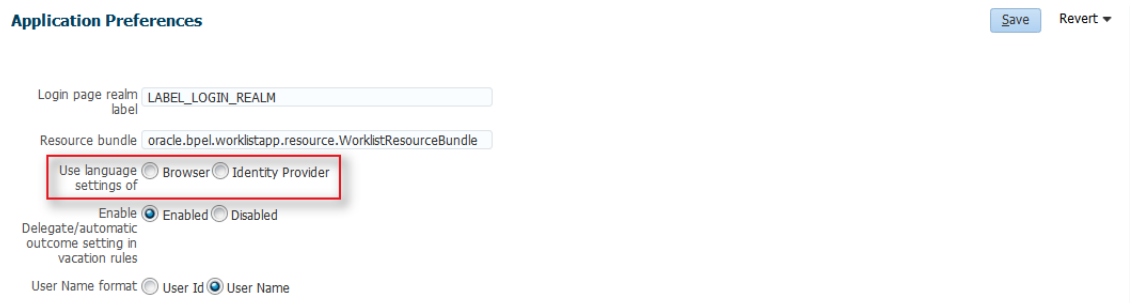 Application Preferences Save Revert
Login page realm label LABEL_LOGIN_REALM
Resource bundle oracle.bpel.worklistapp.resource.WorklistResourceBundle
Use language settings of Browser Identity Provider
Enable Delegate/automatic outcome setting in vacation rules Enabled Disabled
User Name format User Id User Name